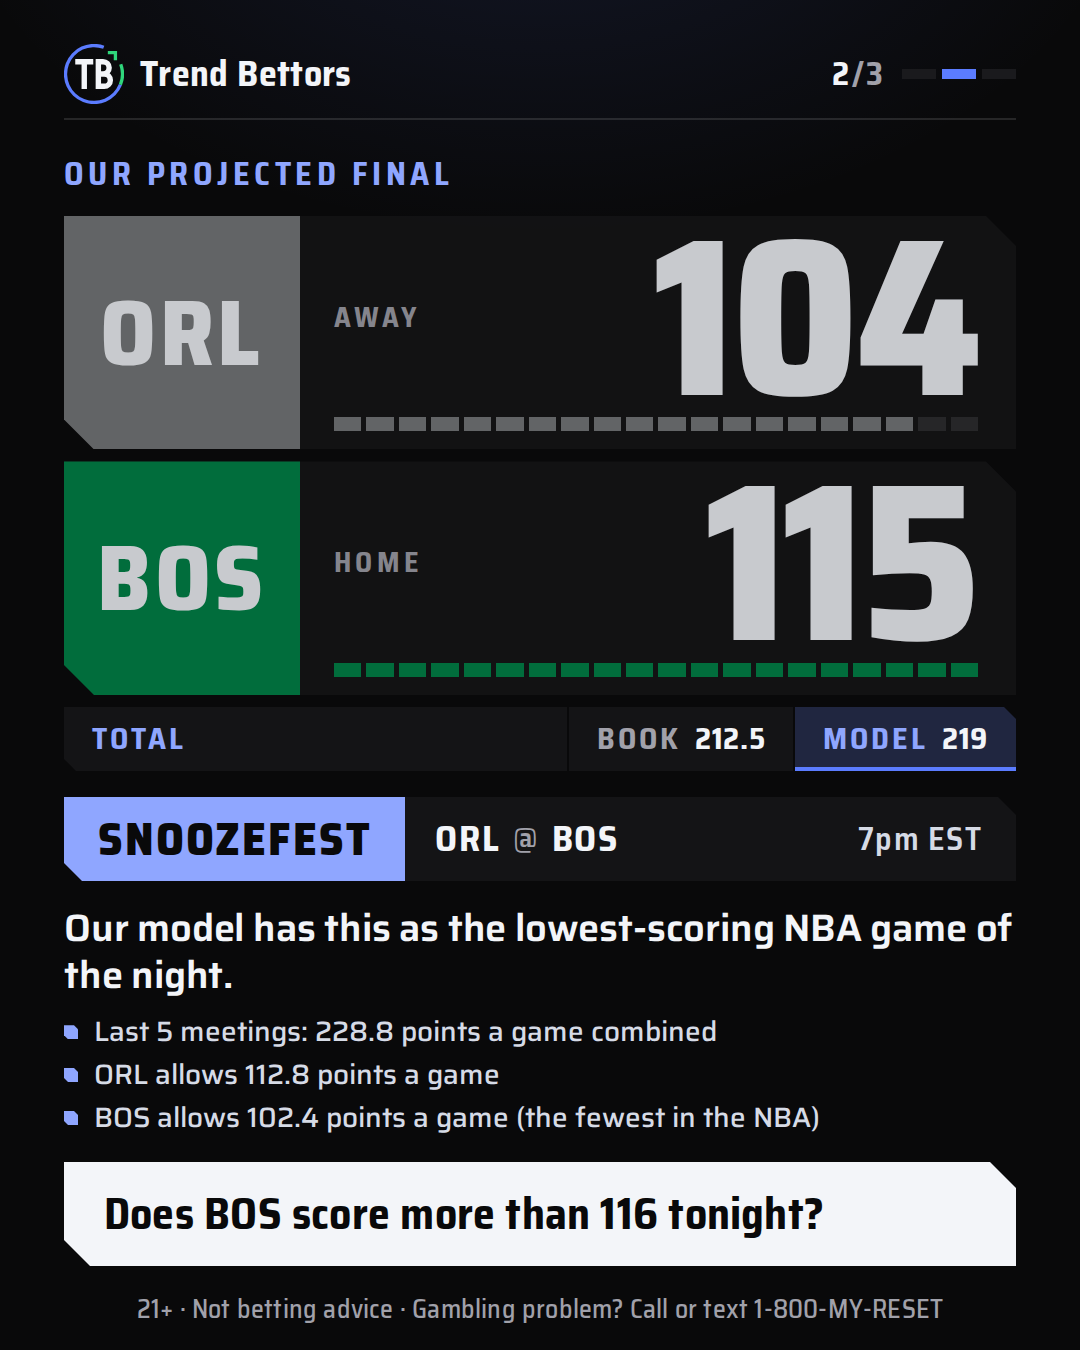 TB Trend Bettors 2/3
OUR PROJECTED FINAL
ORL AWAY 104
BOS HOME 115
TOTAL BOOK 212.5 MODEL 219
SNOOZEFEST ORL @ BOS 7pm EST
Our model has this as the lowest-scoring NBA game of
the night.
Last 5 meetings: 228.8 points a game combined
ORL allows 112.8 points a game
BOS allows 102.4 points a game (the fewest in the NBA)
Does BOS score more than 116 tonight?
21+ · Not betting advice · Gambling problem? Call or text 1-800-MY-RESET